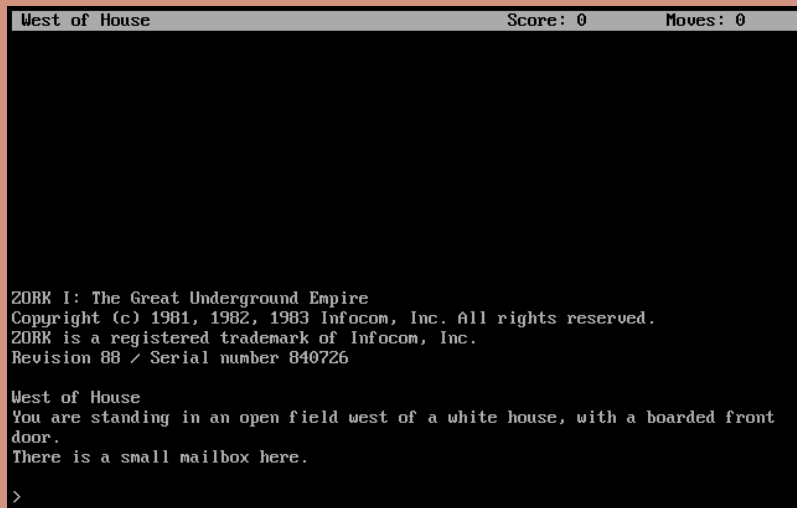 West of House Score: 0 Moves: 0
ZORK I: The Great Underground Empire
Copyright (c) 1981, 1982, 1983 Infocom, Inc. All rights reserved.
ZORK is a registered trademark of Infocom, Inc.
Revision 88 / Serial number 840726
West of House
You are standing in an open field west of a white house, with a boarded front
door.
There is a small mailbox here.
>